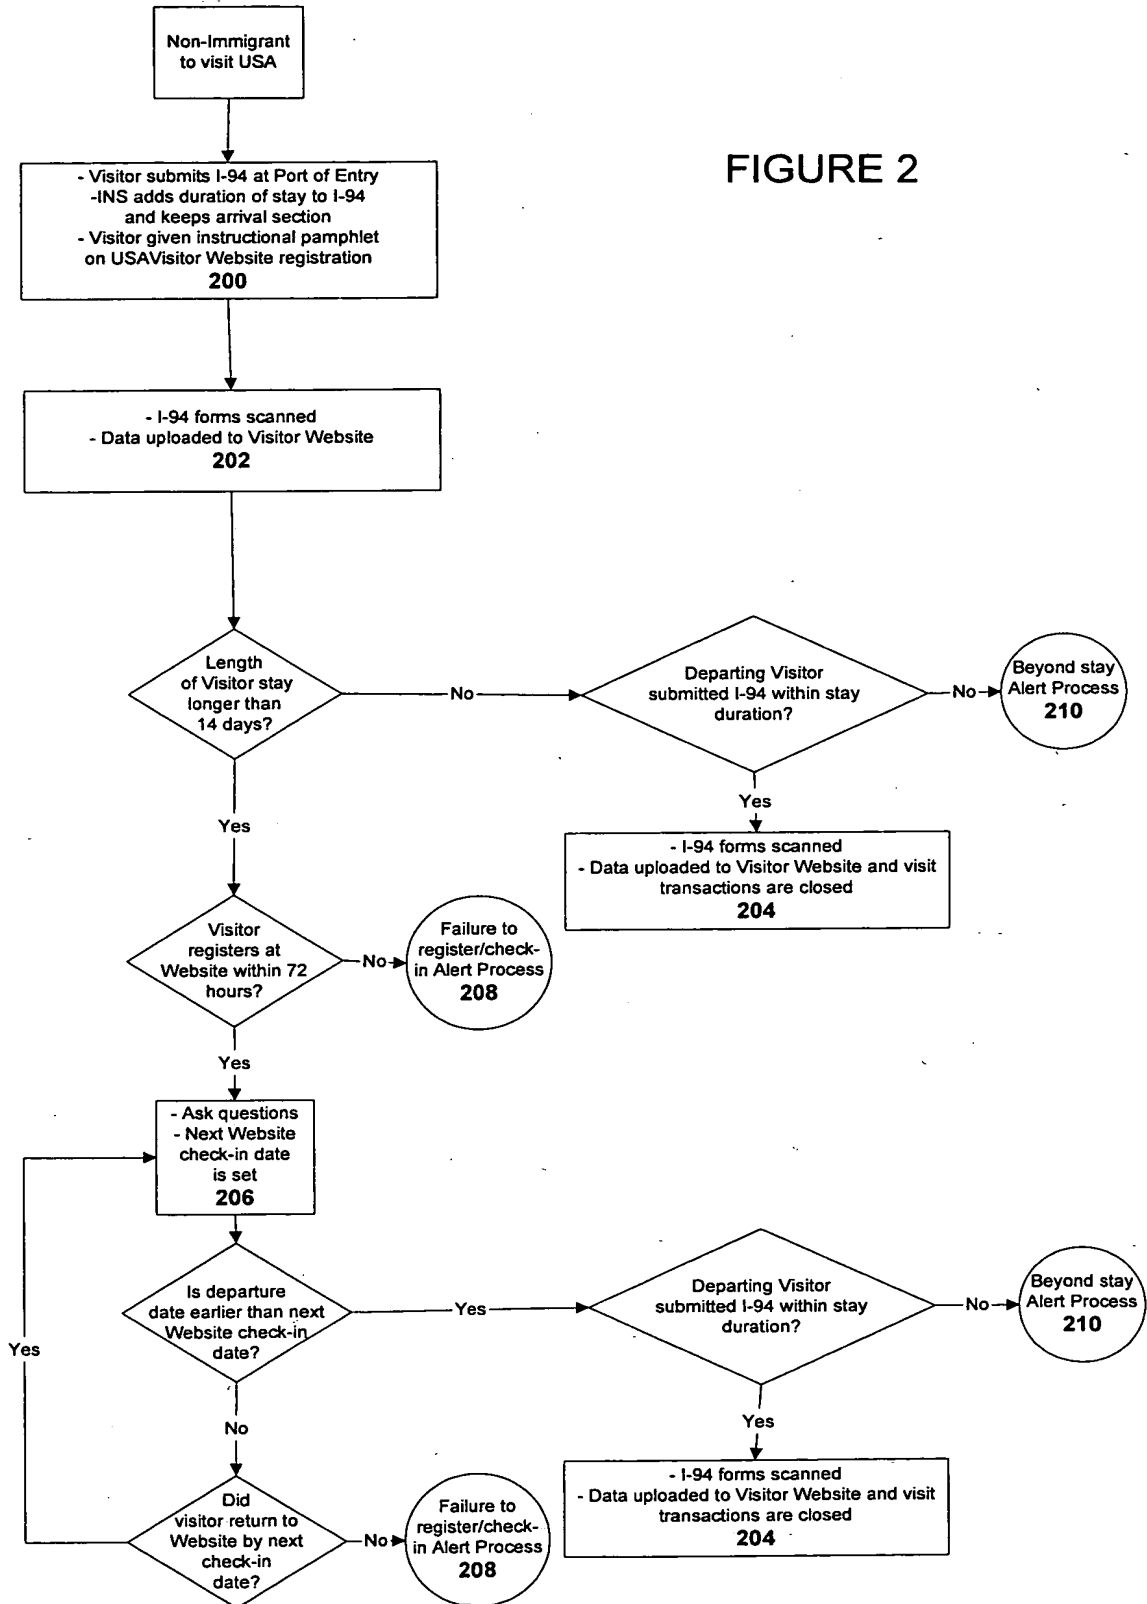 Non-Immigrant
to visit USA
FIGURE 2
- Visitor submits I-94 at Port of Entry
-INS adds duration of stay to I-94
and keeps arrival section
- Visitor given instructional pamphlet
on USAVisitor Website registration
200
- I-94 forms scanned
- Data uploaded to Visitor Website
202
Length
of Visitor stay
longer than
14 days?
No
Departing Visitor
submitted I-94 within stay
duration?
No
Beyond stay
Alert Process
210
Yes
- I-94 forms scanned
- Data uploaded to Visitor Website and visit
transactions are closed
204
Yes
Visitor
registers at
Website within 72
hours?
No
Failure to
register/check-
in Alert Process
208
Yes
- Ask questions
- Next Website
check-in date
is set
206
Is departure
date earlier than next
Website check-in
date?
Yes
Departing Visitor
submitted I-94 within stay
duration?
No
Beyond stay
Alert Process
210
Yes
- I-94 forms scanned
- Data uploaded to Visitor Website and visit
transactions are closed
204
No
Did
visitor return to
Website by next
check-in
date?
No
Failure to
register/check-
in Alert Process
208
Yes